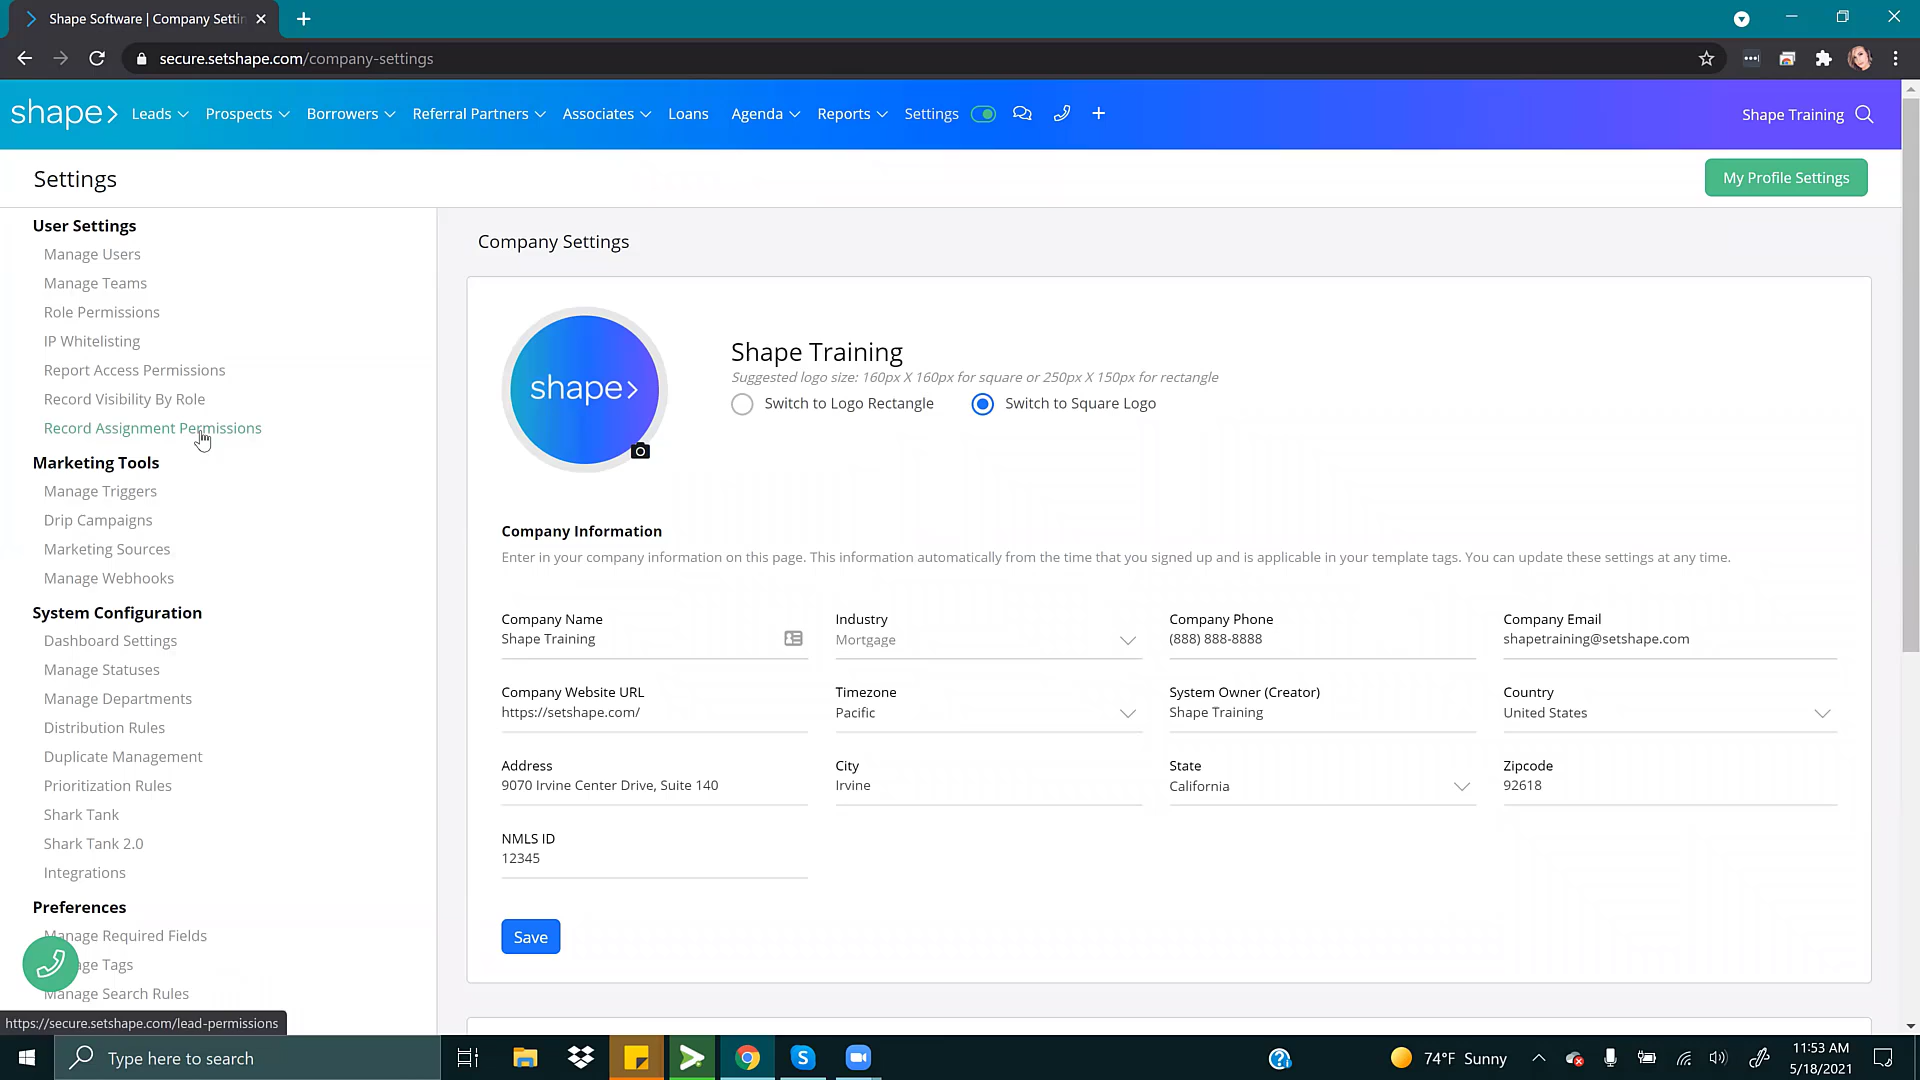 Shape Software | Company Settin
secure.setshape.com/company-settings
shape> Leads Prospects Borrowers Referral Partners Associates Loans Agenda Reports Settings Shape Training
Settings
My Profile Settings
User Settings
Manage Users
Manage Teams
Role Permissions
IP Whitelisting
Report Access Permissions
Record Visibility By Role
Record Assignment Permissions
Marketing Tools
Manage Triggers
Drip Campaigns
Marketing Sources
Manage Webhooks
System Configuration
Dashboard Settings
Manage Statuses
Manage Departments
Distribution Rules
Duplicate Management
Prioritization Rules
Shark Tank
Shark Tank 2.0
Integrations
Preferences
Manage Required Fields
ge Tags
Manage Search Rules
https://secure.setshape.com/lead-permissions
Company Settings
shape>
Shape Training
Suggested logo size: 160px X 160px for square or 250px X 150px for rectangle
Switch to Logo Rectangle Switch to Square Logo
Company Information
Enter in your company information on this page. This information automatically from the time that you signed up and is applicable in your template tags. You can update these settings at any time.
Company Name Industry Company Phone Company Email
Shape Training Mortgage (888) 888-8888 shapetraining@setshape.com
Company Website URL Timezone System Owner (Creator) Country
https://setshape.com/ Pacific Shape Training United States
Address City State Zipcode
9070 Irvine Center Drive, Suite 140 Irvine California 92618
NMLS ID
12345
Save
Type here to search
74°F Sunny
11:53 AM
5/18/2021